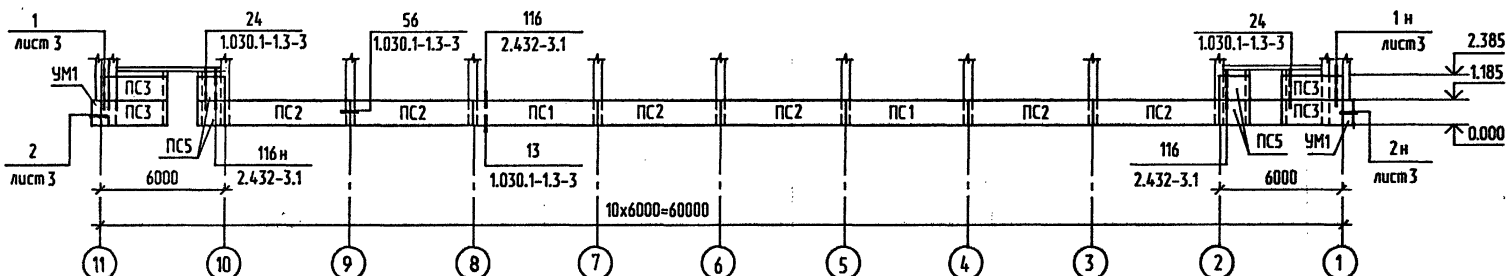 1
лист 3
24
1.030.1-1.3-3
56
1.030.1-1.3-3
116
2.432-3.1
24
1.030.1-1.3-3
1 н
лист 3
2.385
1.185
0.000
УМ1
ПС3
ПС3
ПС5
ПС2
ПС2
ПС1
ПС2
ПС2
ПС1
ПС2
ПС2
ПС5
ПС3
ПС3
УМ1
2
лист 3
116 н
2.432-3.1
13
1.030.1-1.3-3
116
2.432-3.1
2 н
лист 3
6000
6000
10х6000=60000
11
10
9
8
7
6
5
4
3
2
1